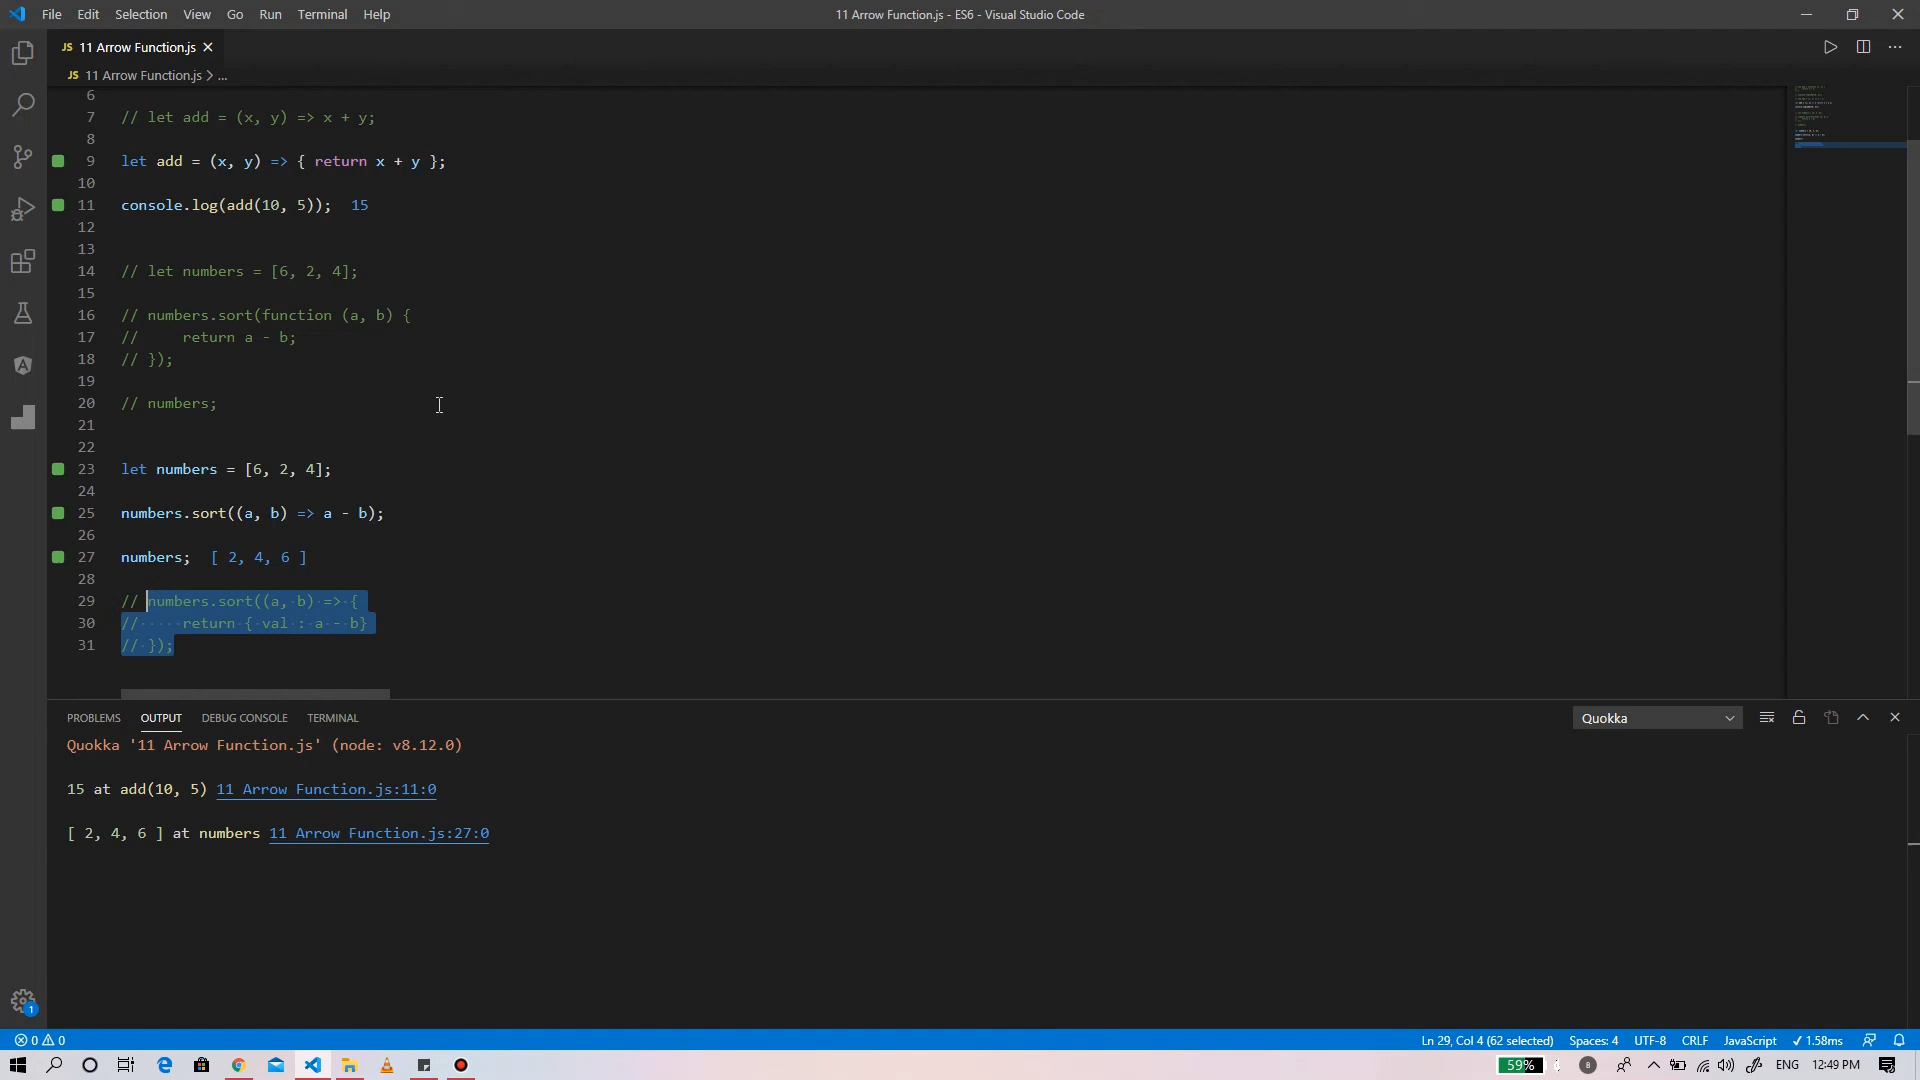 File Edit Selection View Go Run Terminal Help
11 Arrow Function.js - ES6 - Visual Studio Code
JS 11 Arrow Function.js
JS 11 Arrow Function.js > ...
6
7 // let add = (x, y) => x + y;
8
9 let add = (x, y) => { return x + y };
10
11 console.log(add(10, 5)); 15
12
13
14 // let numbers = [6, 2, 4];
15
16 // numbers.sort(function (a, b) {
17 // return a - b;
18 // });
19
20 // numbers;
21
22
23 let numbers = [6, 2, 4];
24
25 numbers.sort((a, b) => a - b);
26
27 numbers; [ 2, 4, 6 ]
28
29 // numbers.sort((a, b) => {
30 // return { val : a - b}
31 // });
PROBLEMS OUTPUT DEBUG CONSOLE TERMINAL
Quokka
Quokka '11 Arrow Function.js' (node: v8.12.0)
15 at add(10, 5) 11 Arrow Function.js:11:0
[ 2, 4, 6 ] at numbers 11 Arrow Function.js:27:0
1
0 0
Ln 29, Col 4 (62 selected) Spaces: 4 UTF-8 CRLF JavaScript ✓ 1.58ms
59% 8 ENG 12:49 PM